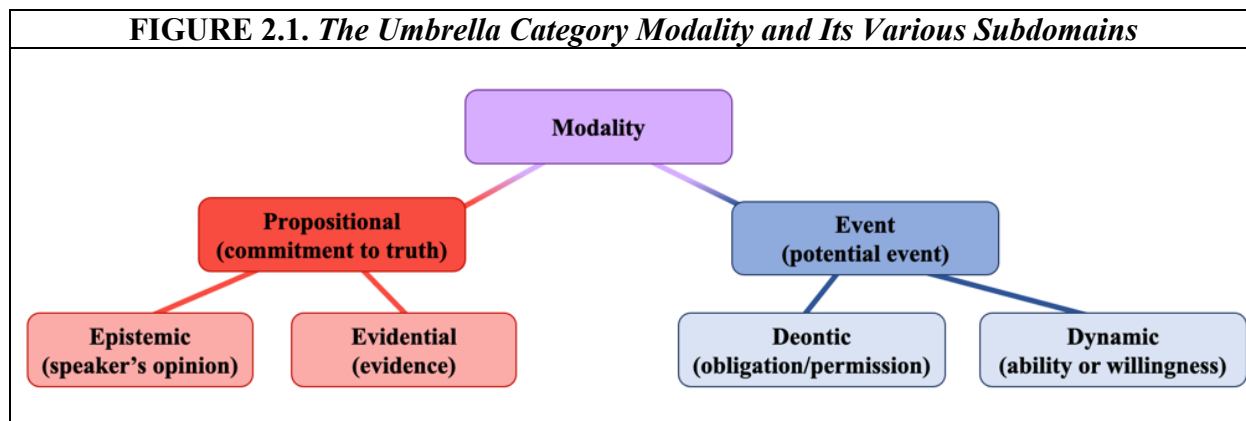 FIGURE 2.1. The Umbrella Category Modality and Its Various Subdomains
Modality
Propositional
(commitment to truth)
Event
(potential event)
Epistemic
(speaker’s opinion)
Evidential
(evidence)
Deontic
(obligation/permission)
Dynamic
(ability or willingness)